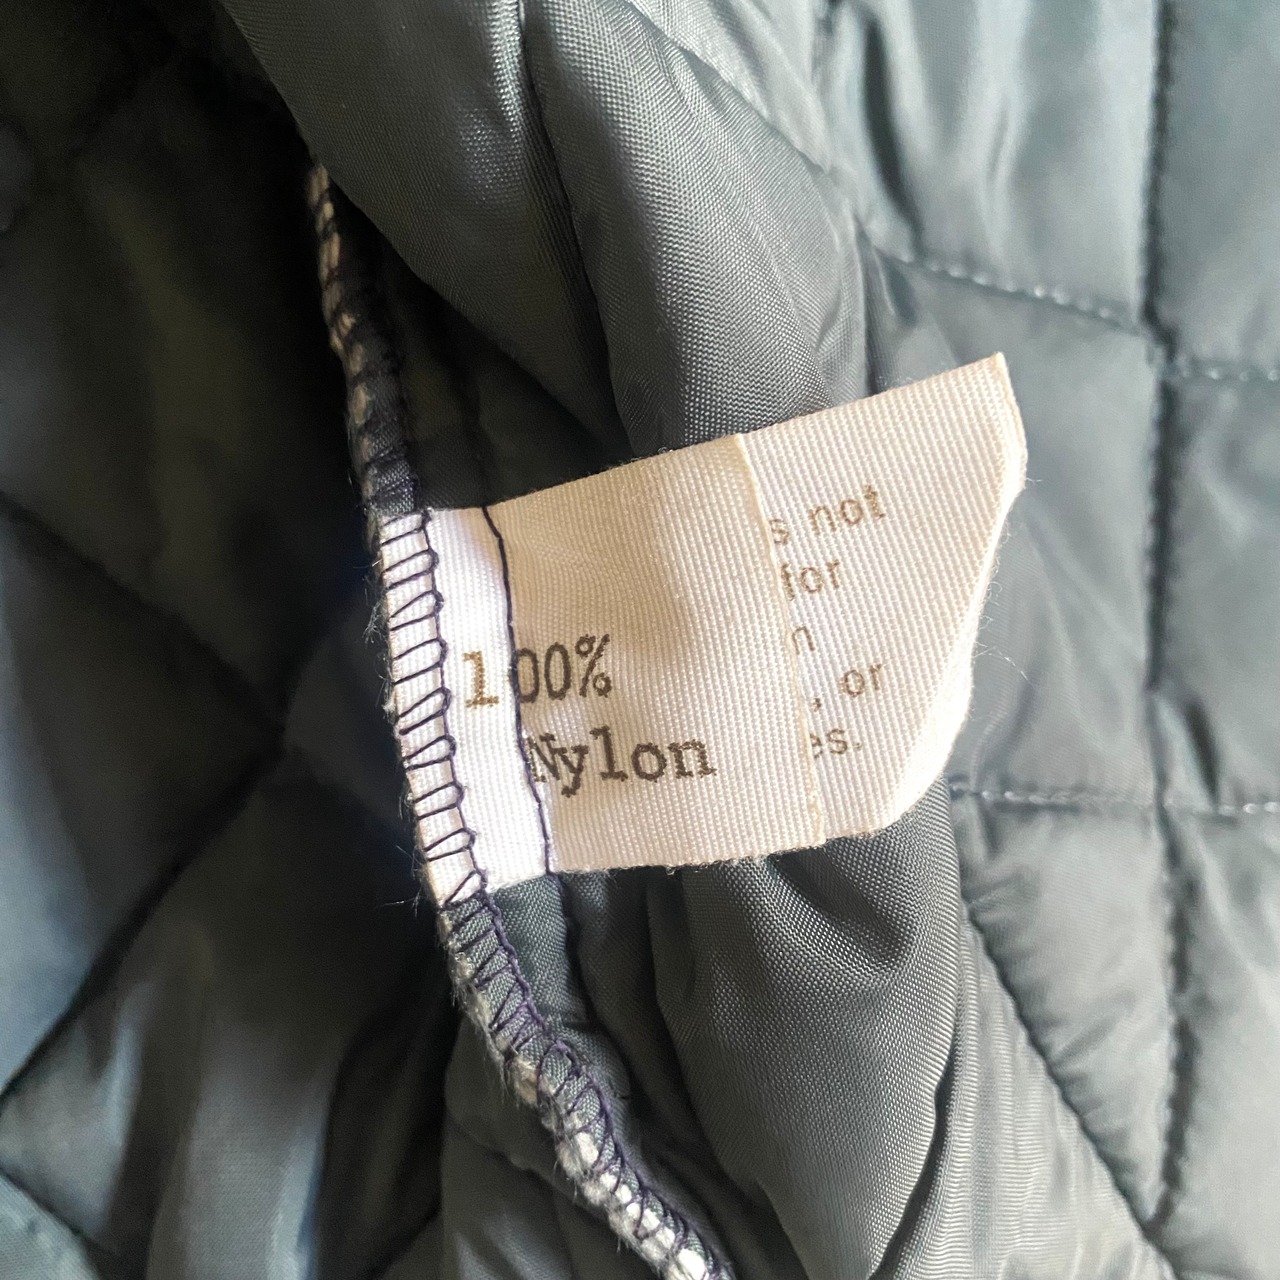 100%
Nylon
s not
for
n
, or
es.